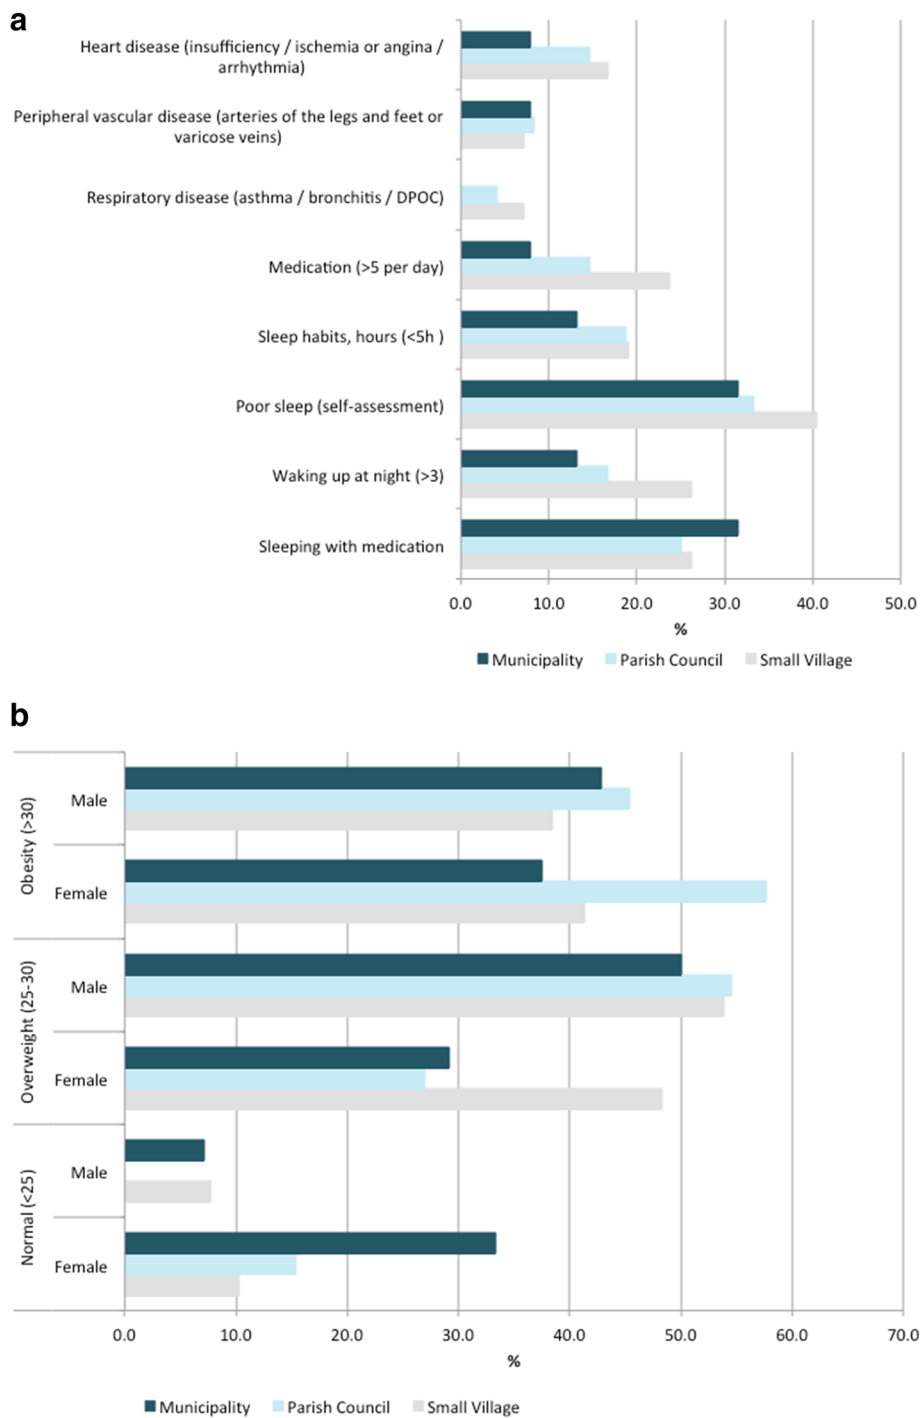 a
Heart disease (insufficiency / ischemia or angina /
arrhythmia)
Peripheral vascular disease (arteries of the legs and feet or
varicose veins)
Respiratory disease (asthma / bronchitis / DPOC)
Medication (>5 per day)
Sleep habits, hours (<5h )
Poor sleep (self-assessment)
Waking up at night (>3)
Sleeping with medication
0.0 10.0 20.0 30.0 40.0 50.0
%
Municipality Parish Council Small Village
b
Obesity (>30)
Male
Female
Overweight (25-30)
Male
Female
Normal (<25)
Male
Female
0.0 10.0 20.0 30.0 40.0 50.0 60.0 70.0
%
Municipality Parish Council Small Village